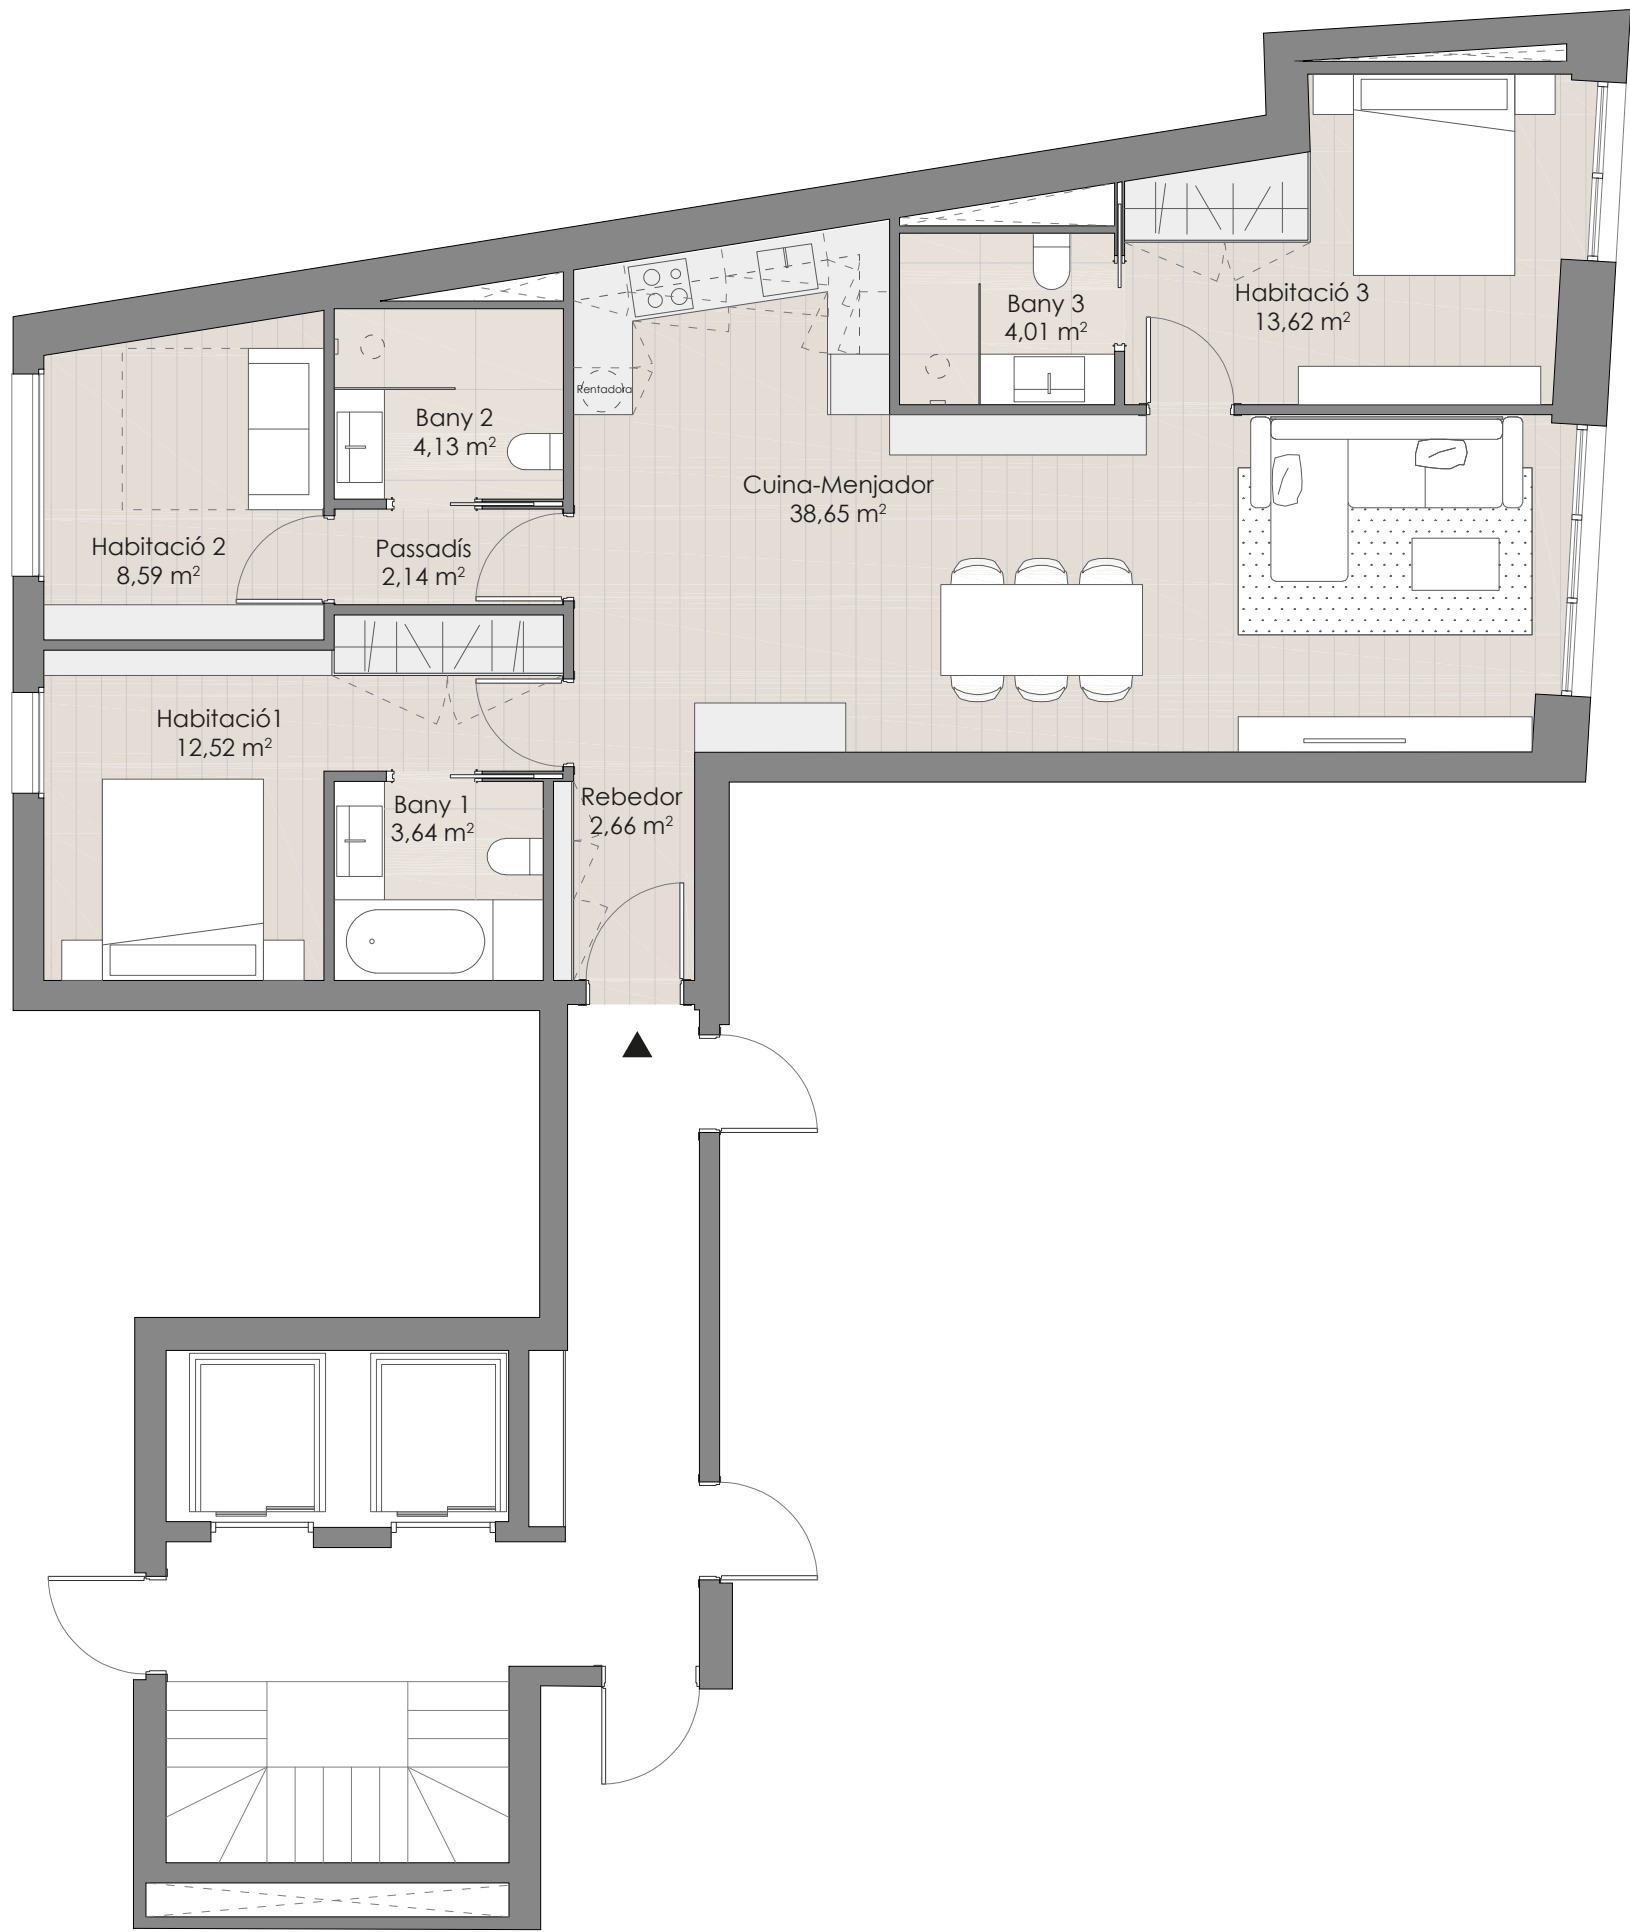 Habitació 3
13,62 m²
Bany 3
4,01 m²
Rentadora
Bany 2
4,13 m²
Cuina-Menjador
38,65 m²
Habitació 2
8,59 m²
Passadís
2,14 m²
Habitació1
12,52 m²
Bany 1
3,64 m²
Rebedor
2,66 m²